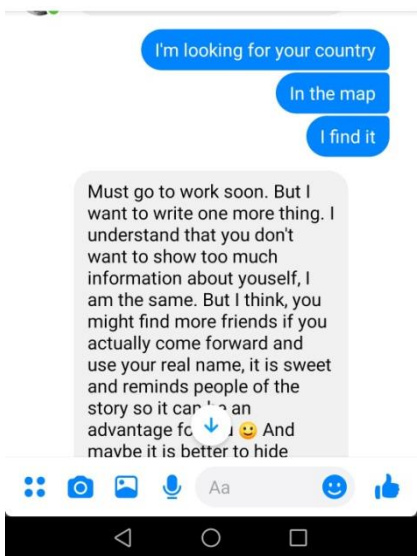 I'm looking for your country
In the map
I find it
Must go to work soon. But I
want to write one more thing. I
understand that you don't
want to show too much
information about youself, I
am the same. But I think, you
might find more friends if you
actually come forward and
use your real name, it is sweet
and reminds people of the
story so it can an
advantage 😀 And
maybe it is better to hide
Aa